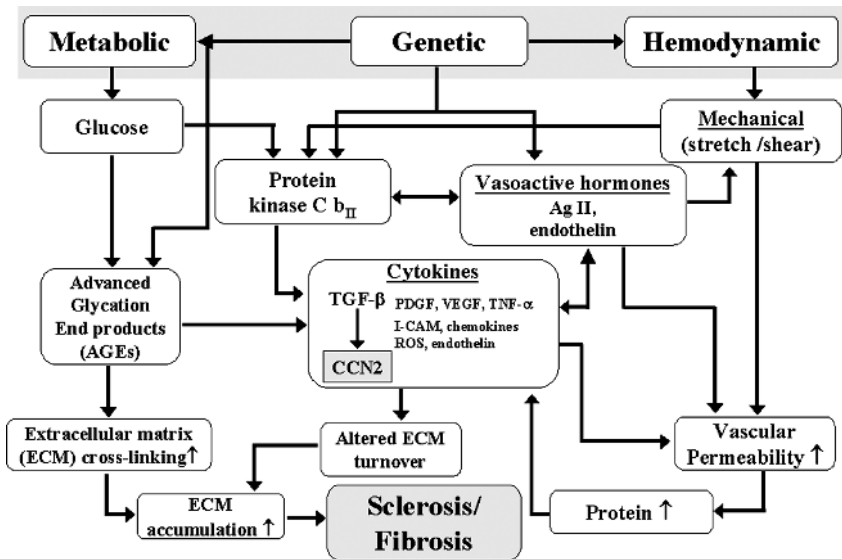 Metabolic
Genetic
Hemodynamic
Glucose
Mechanical
(stretch /shear)
Protein
kinase C b_II
Vasoactive hormones
Ag II,
endothelin
Advanced
Glycation
End products
(AGEs)
Cytokines
TGF-β
PDGF, VEGF, TNF-α
I-CAM, chemokines
ROS, endothelin
CCN2
Extracellular matrix
(ECM) cross-linking↑
Altered ECM
turnover
Vascular
Permeability ↑
ECM
accumulation ↑
Sclerosis/
Fibrosis
Protein ↑